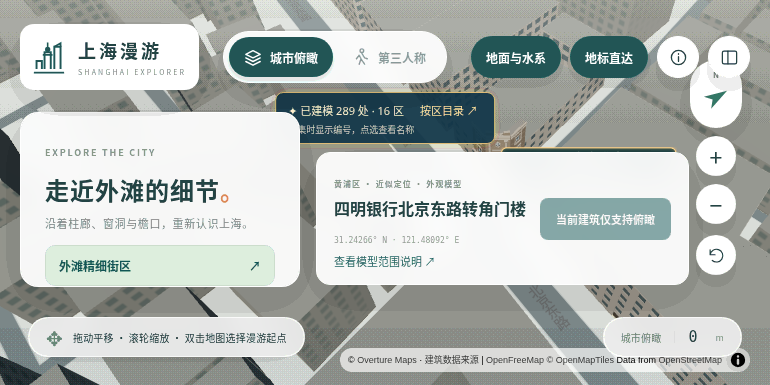 上海漫游
SHANGHAI EXPLORER
城市俯瞰
第三人称
地面与水系
地标直达
N
✦ 已建模 289 处 · 16 区 按区目录 ↗
集时显示编号，点选查看名称
EXPLORE THE CITY
走近外滩的细节。
沿着柱廊、窗洞与檐口，重新认识上海。
外滩精细街区 ↗
黄浦区 · 近似定位 · 外观模型
四明银行北京东路转角门楼
当前建筑仅支持俯瞰
31.24266° N · 121.48092° E
查看模型范围说明 ↗
北京东路
拖动平移 · 滚轮缩放 · 双击地图选择漫游起点
城市俯瞰 0 m
© Overture Maps · 建筑数据来源 | OpenFreeMap © OpenMapTiles Data from OpenStreetMap